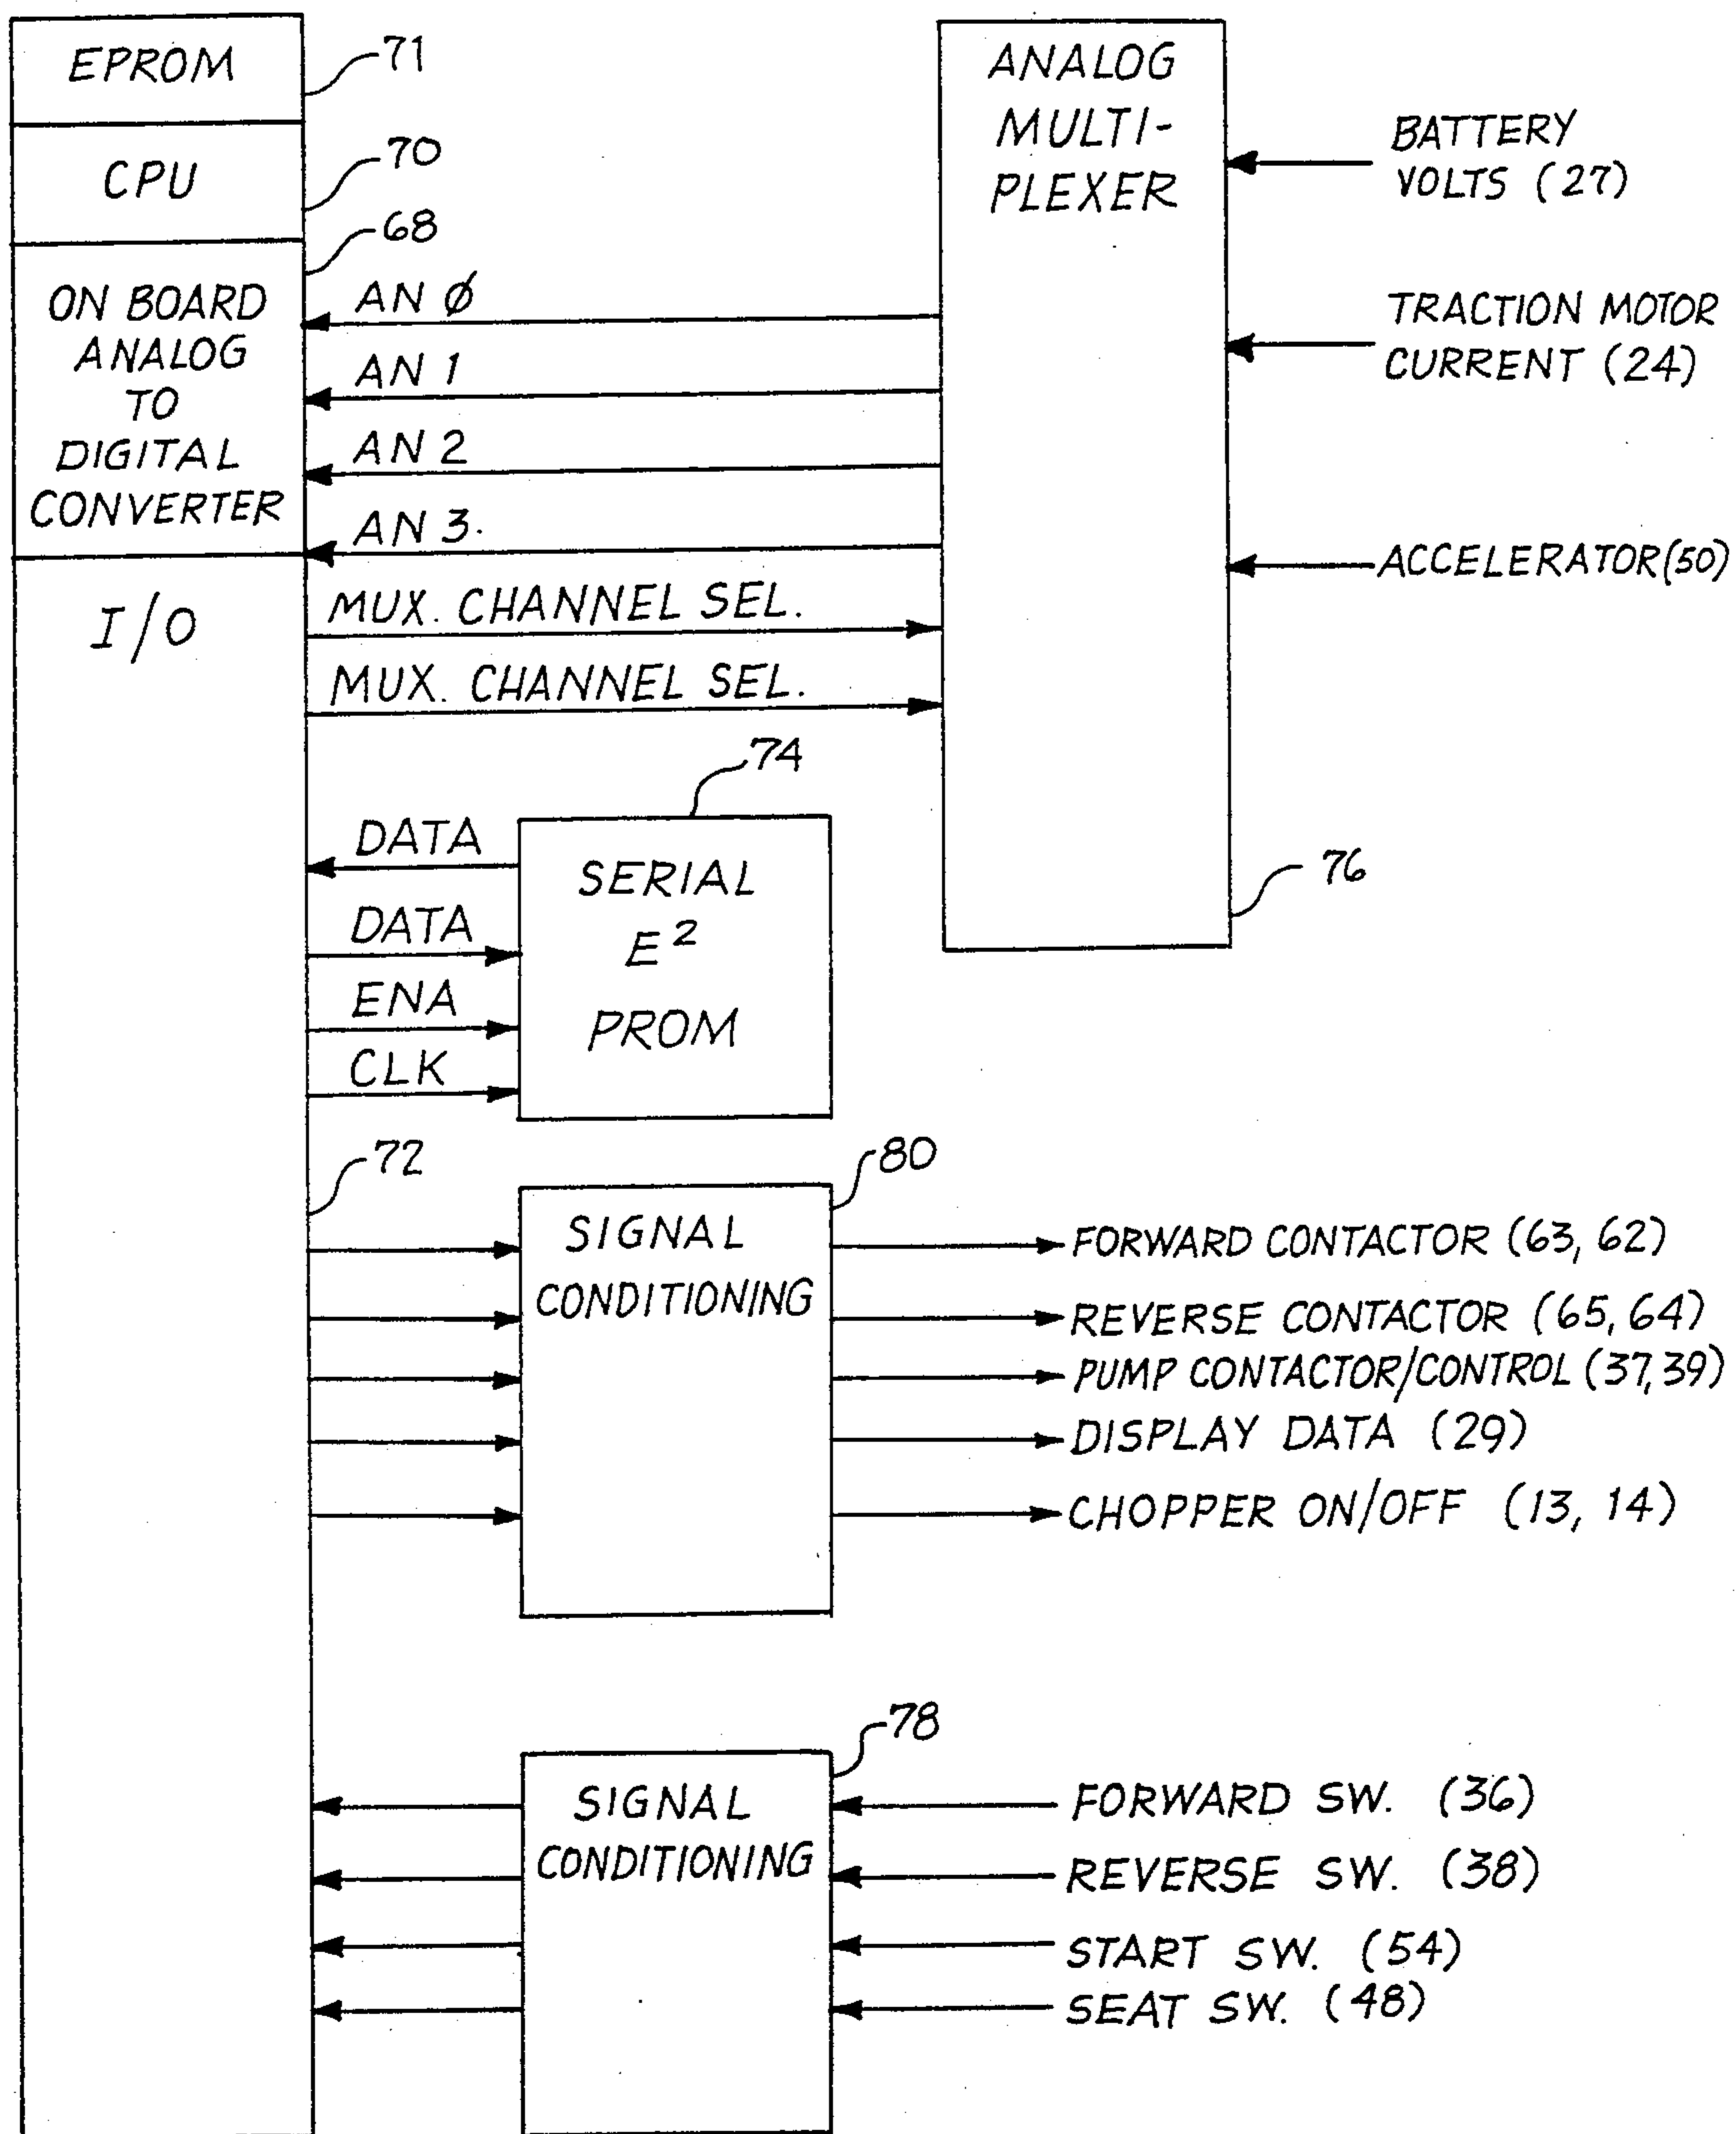 EPROM
71
CPU
70
68
ON BOARD
ANALOG
TO
DIGITAL
CONVERTER
I/O
AN Ø
AN 1
AN 2
AN 3.
MUX. CHANNEL SEL.
MUX. CHANNEL SEL.
ANALOG
MULTI-
PLEXER
76
BATTERY
VOLTS (27)
TRACTION MOTOR
CURRENT (24)
ACCELERATOR(50)
74
DATA
DATA
ENA
CLK
SERIAL
E²
PROM
72
80
SIGNAL
CONDITIONING
FORWARD CONTACTOR (63, 62)
REVERSE CONTACTOR (65, 64)
PUMP CONTACTOR/CONTROL (37,39)
DISPLAY DATA (29)
CHOPPER ON/OFF (13, 14)
78
SIGNAL
CONDITIONING
FORWARD SW. (36)
REVERSE SW. (38)
START SW. (54)
SEAT SW. (48)